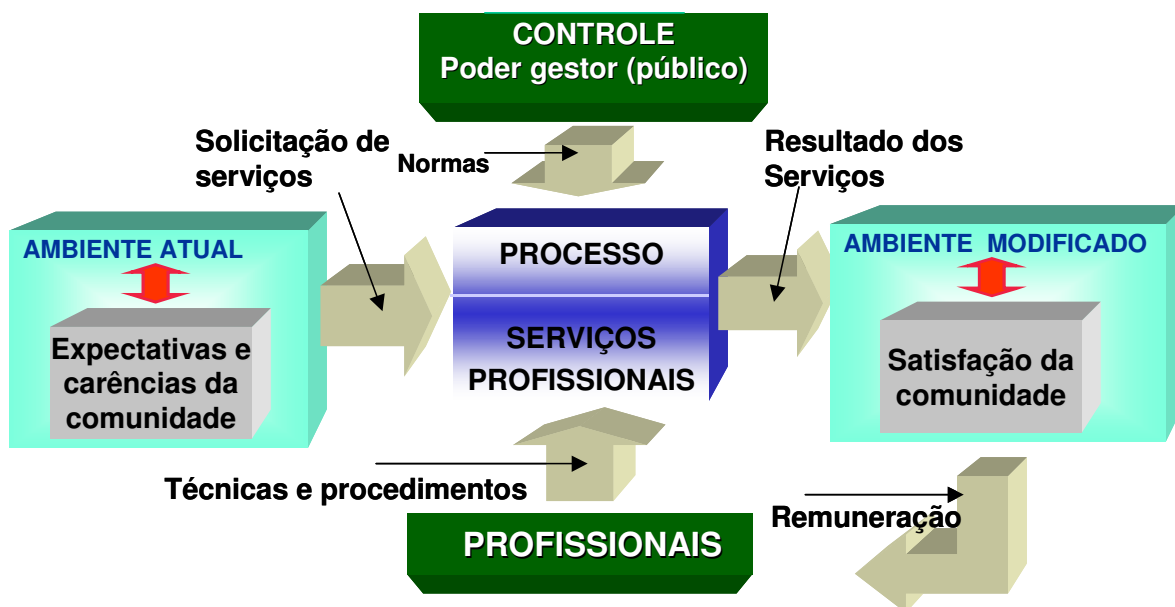 CONTROLE
Poder gestor (público)
Solicitação de
serviços
Normas
Resultado dos
Serviços
AMBIENTE ATUAL
Expectativas e
carências da
comunidade
PROCESSO
SERVIÇOS
PROFISSIONAIS
AMBIENTE MODIFICADO
Satisfação da
comunidade
Técnicas e procedimentos
PROFISSIONAIS
Remuneração